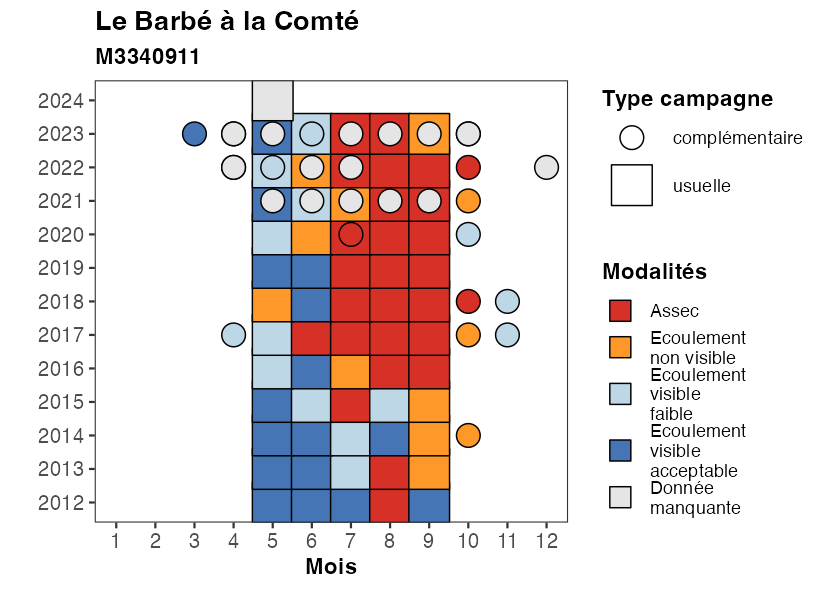 Le Barbé à la Comté
M3340911
2024
2023
2022
2021
2020
2019
2018
2017
2016
2015
2014
2013
2012
1 2 3 4 5 6 7 8 9 10 11 12
Mois
Type campagne
complémentaire
usuelle
Modalités
Assec
Ecoulement
non visible
Ecoulement
visible
faible
Ecoulement
visible
acceptable
Donnée
manquante